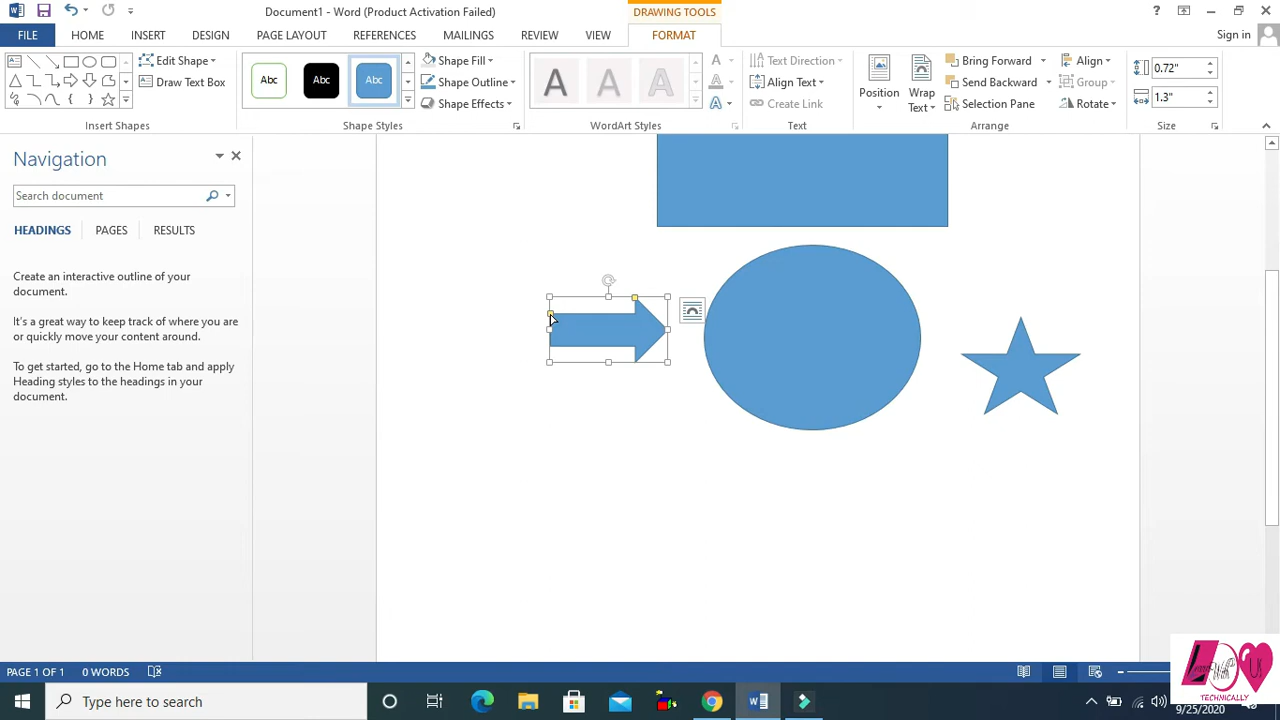 Document1 - Word (Product Activation Failed)
DRAWING TOOLS
FILE HOME INSERT DESIGN PAGE LAYOUT REFERENCES MAILINGS REVIEW VIEW FORMAT Sign in
Edit Shape
Draw Text Box
Insert Shapes
Abc Abc Abc
Shape Fill
Shape Outline
Shape Effects
Shape Styles
A A A
WordArt Styles
Text Direction
Align Text
Create Link
Text
Position
Wrap
Text
Bring Forward
Send Backward
Selection Pane
Align
Group
Rotate
Arrange
0.72"
1.3"
Size
Navigation
Search document
HEADINGS PAGES RESULTS
Create an interactive outline of your
document.
It's a great way to keep track of where you are
or quickly move your content around.
To get started, go to the Home tab and apply
Heading styles to the headings in your
document.
PAGE 1 OF 1 0 WORDS
Type here to search
9/25/2020
TECHNICALLY